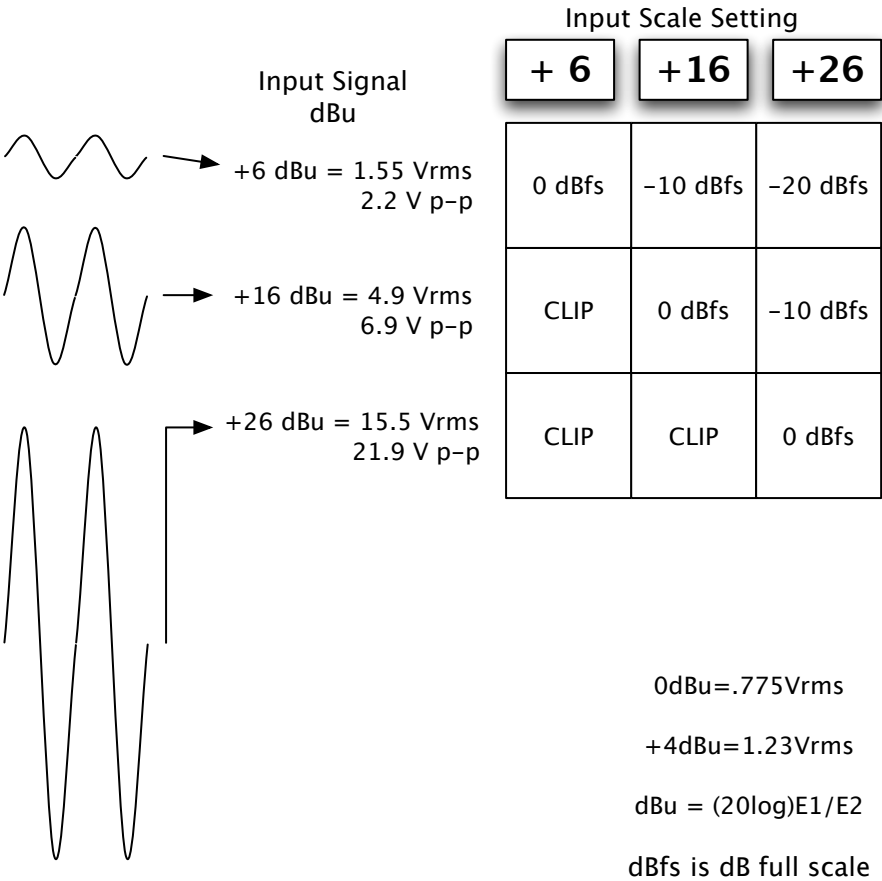 Input Scale Setting
+ 6 +16 +26
Input Signal
dBu
+6 dBu = 1.55 Vrms
2.2 V p-p
0 dBfs -10 dBfs -20 dBfs
+16 dBu = 4.9 Vrms
6.9 V p-p
CLIP 0 dBfs -10 dBfs
+26 dBu = 15.5 Vrms
21.9 V p-p
CLIP CLIP 0 dBfs
0dBu=.775Vrms
+4dBu=1.23Vrms
dBu = (20log)E1/E2
dBfs is dB full scale